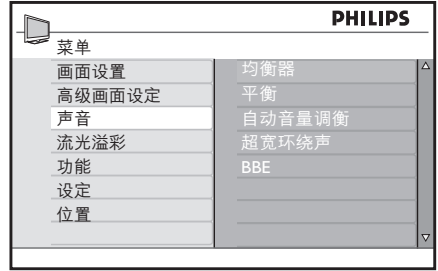 PHILIPS
菜单
画面设置
高级画面设定
声音
流光溢彩
功能
设定
位置
均衡器
平衡
自动音量调衡
超宽环绕声
BBE